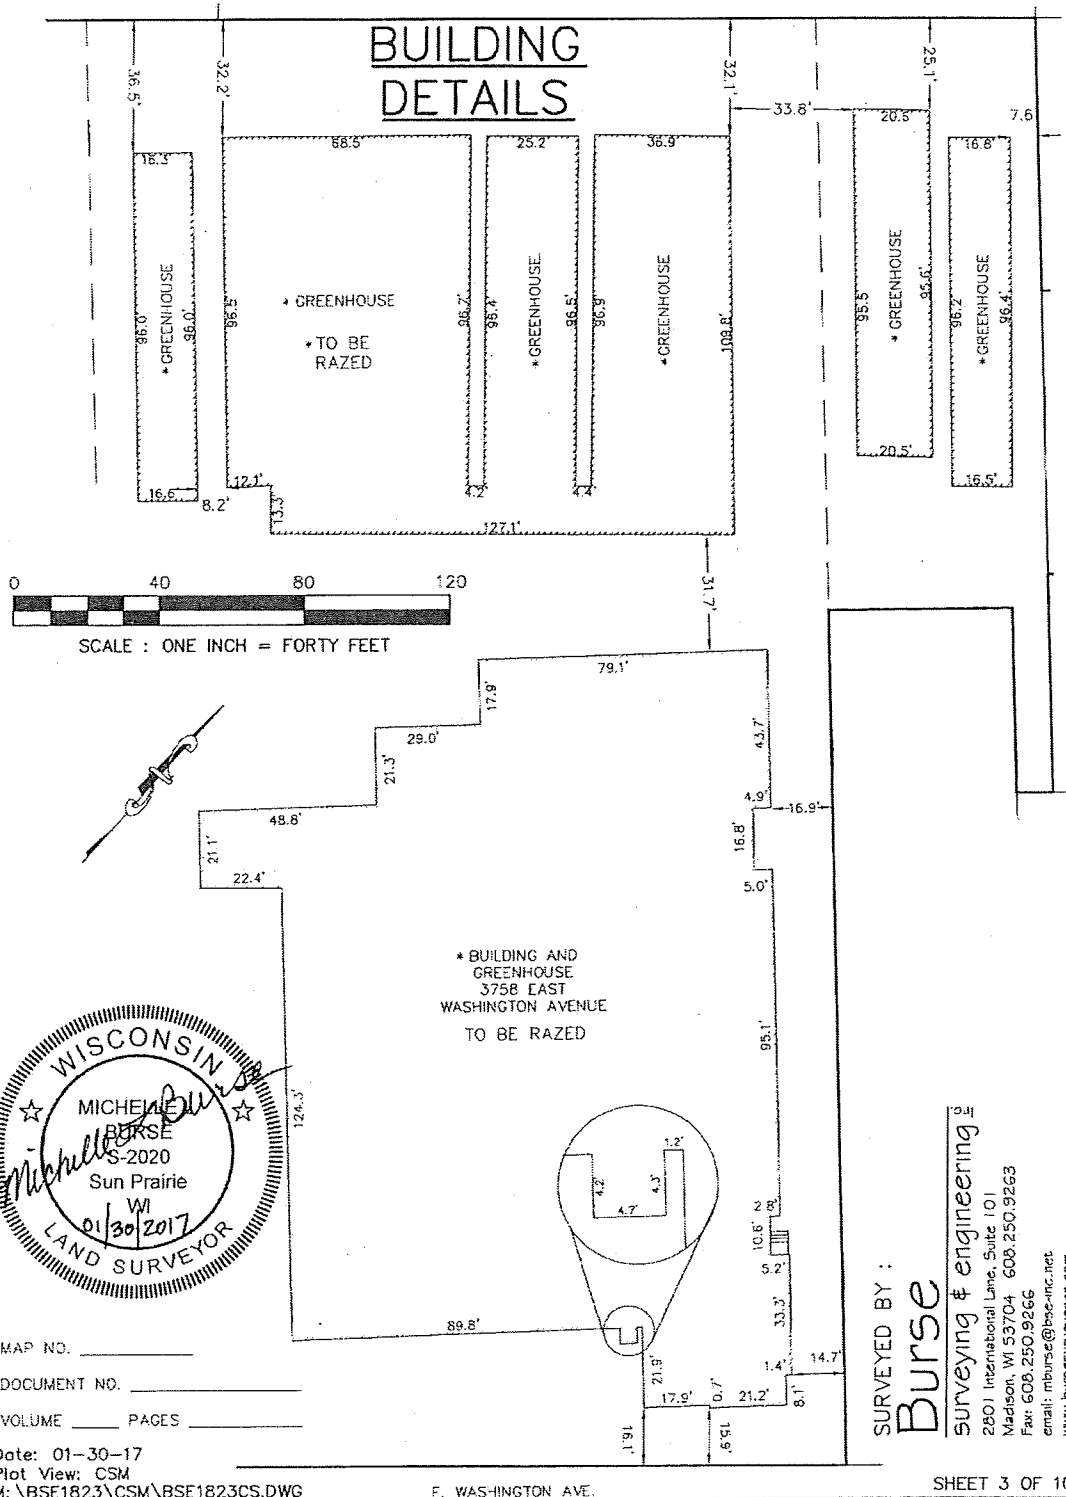 BUILDING
DETAILS
36.5'
32.2'
32.1'
33.8'
25.1'
7.6
16.3'
68.5'
25.2'
36.9'
20.5'
16.8'
96.0'
96.0'
96.5'
96.7'
96.4'
96.5'
96.9'
109.8'
95.5'
95.6'
96.2'
96.4'
*GREENHOUSE
* GREENHOUSE
*TO BE
RAZED
*GREENHOUSE
*GREENHOUSE
*GREENHOUSE
*GREENHOUSE
16.6'
8.2'
12.1'
13.3'
4.2'
4.4'
127.1'
20.5'
16.5'
31.7'
0 40 80 120
SCALE : ONE INCH = FORTY FEET
79.1'
17.9'
29.0'
21.3'
48.8'
21.1'
22.4'
43.7'
4.9'
16.9'
16.8'
5.0'
* BUILDING AND
GREENHOUSE
3758 EAST
WASHINGTON AVENUE
TO BE RAZED
95.1'
124.3'
1.2'
4.2'
4.7'
4.3'
2.8'
10.6'
5.2'
33.3'
89.8'
21.9'
1.4'
14.7'
17.9'
0.7'
21.2'
8.1'
16.1'
15.9'
WISCONSIN
MICHELLE L
BURSE
S-2020
Sun Prairie
WI
01/30/2017
LAND SURVEYOR
Michelle L Burse
MAP NO.
DOCUMENT NO.
VOLUME PAGES
Date: 01-30-17
Plot View: CSM
M:\BSE1823\CSM\BSE1823CS.DWG
E. WASHINGTON AVE.
SURVEYED BY :
Burse
surveying & engineering
2801 International Lane, Suite 101
Madison, WI 53704 608.250.9263
Fax: 608.250.9266
email: mburse@bse-inc.net
SHEET 3 OF 10